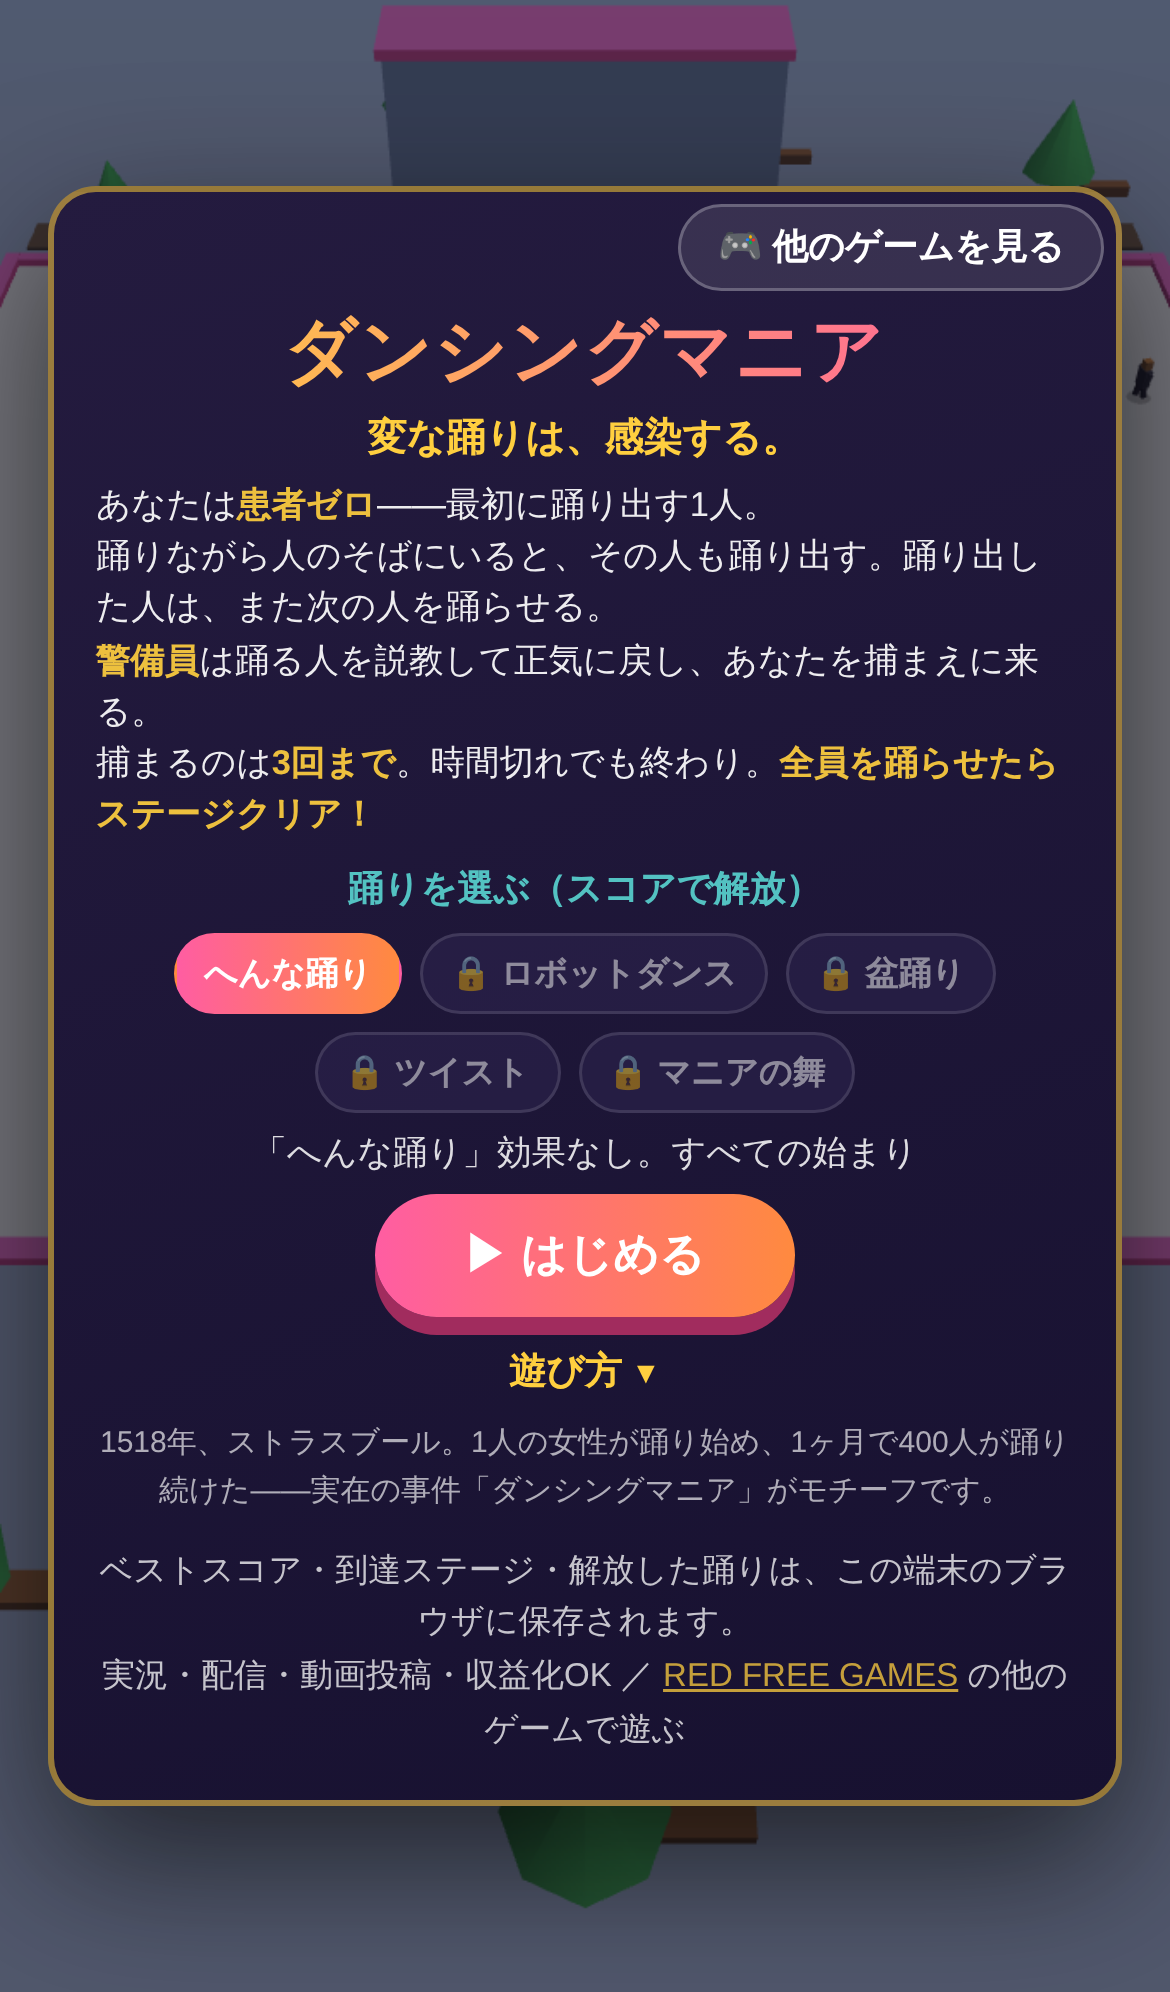 🎮 他のゲームを見る
ダンシングマニア
変な踊りは、感染する。
あなたは患者ゼロ――最初に踊り出す1人。
踊りながら人のそばにいると、その人も踊り出す。踊り出し
た人は、また次の人を踊らせる。
警備員は踊る人を説教して正気に戻し、あなたを捕まえに来
る。
捕まるのは3回まで。時間切れでも終わり。全員を踊らせたら
ステージクリア！
踊りを選ぶ（スコアで解放）
へんな踊り 🔒 ロボットダンス 🔒 盆踊り
🔒 ツイスト 🔒 マニアの舞
「へんな踊り」効果なし。すべての始まり
▶ はじめる
遊び方 ▼
1518年、ストラスブール。1人の女性が踊り始め、1ヶ月で400人が踊り
続けた――実在の事件「ダンシングマニア」がモチーフです。
ベストスコア・到達ステージ・解放した踊りは、この端末のブラ
ウザに保存されます。
実況・配信・動画投稿・収益化OK ／ RED FREE GAMES の他の
ゲームで遊ぶ